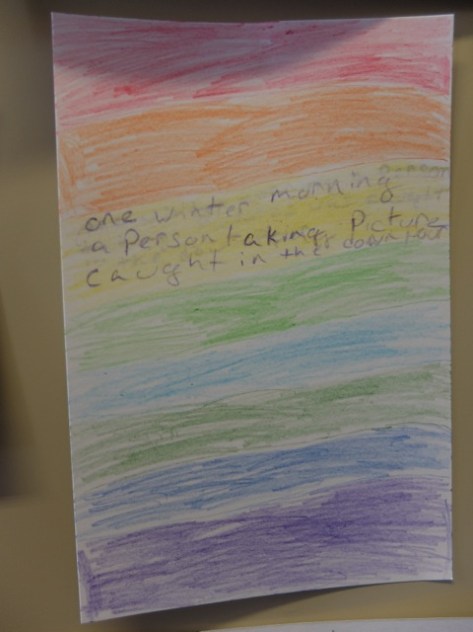 one winter morning
a Person taking Picture
caught in the downpour